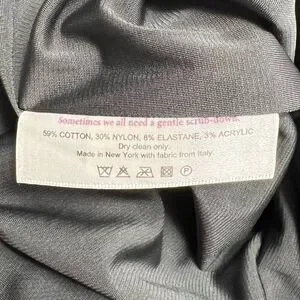 Sometimes we all need a gentle scrub-down.
59% COTTON, 30% NYLON, 8% ELASTANE, 3% ACRYLIC
Dry clean only.
Made in New York with fabric from Italy.
P